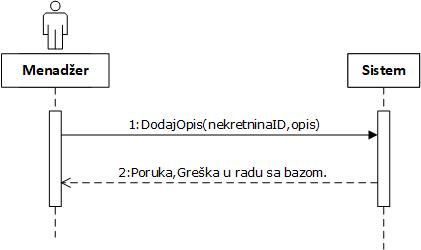 Menadžer
Sistem
1:DodajOpis(nekretninaID,opis)
2:Poruka,Greška u radu sa bazom.